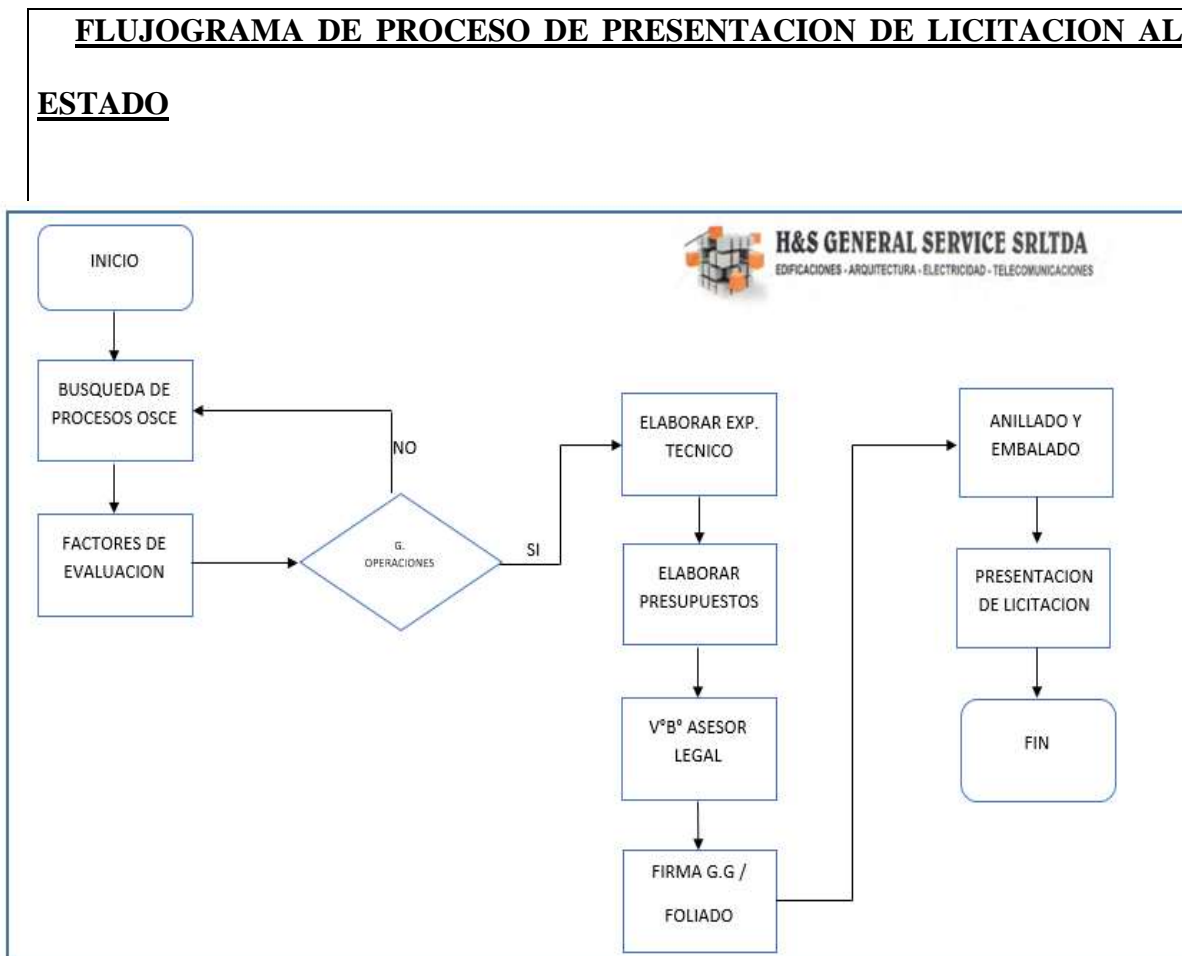 FLUJOGRAMA DE PROCESO DE PRESENTACION DE LICITACION AL
ESTADO
H&S GENERAL SERVICE SRLTDA
EDIFICACIONES - ARQUITECTURA - ELECTRICIDAD - TELECOMUNICACIONES
INICIO
BUSQUEDA DE
PROCESOS OSCE
FACTORES DE
EVALUACION
G.
OPERACIONES
NO
SI
ELABORAR EXP.
TECNICO
ELABORAR
PRESUPUESTOS
V°B° ASESOR
LEGAL
FIRMA G.G /
FOLIADO
ANILLADO Y
EMBALADO
PRESENTACION
DE LICITACION
FIN